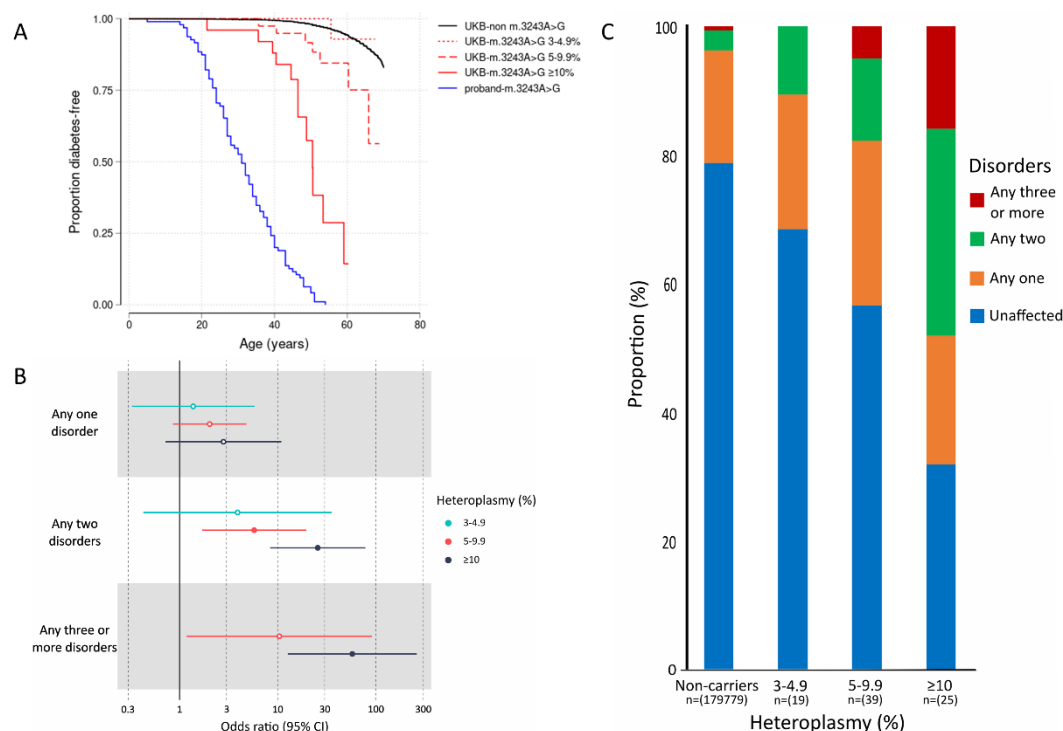 A
Proportion diabetes-free
1.00
0.75
0.50
0.25
0.00
0
20
40
60
80
Age (years)
UKB-non m.3243A>G
UKB-m.3243A>G 3-4.9%
UKB-m.3243A>G 5-9.9%
UKB-m.3243A>G ≥10%
proband-m.3243A>G
B
Any one
disorder
Any two
disorders
Any three or
more disorders
Heteroplasmy (%)
3-4.9
5-9.9
≥10
0.3
1
3
10
30
100
300
Odds ratio (95% CI)
C
Proportion (%)
100
80
60
40
20
0
Non-carriers
n=(179779)
3-4.9
n=(19)
5-9.9
n=(39)
≥10
n=(25)
Heteroplasmy (%)
Disorders
Any three
or more
Any two
Any one
Unaffected